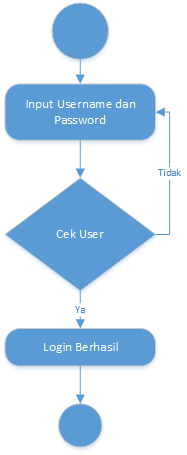 Input Username dan
Password
Tidak
Cek User
Ya
Login Berhasil